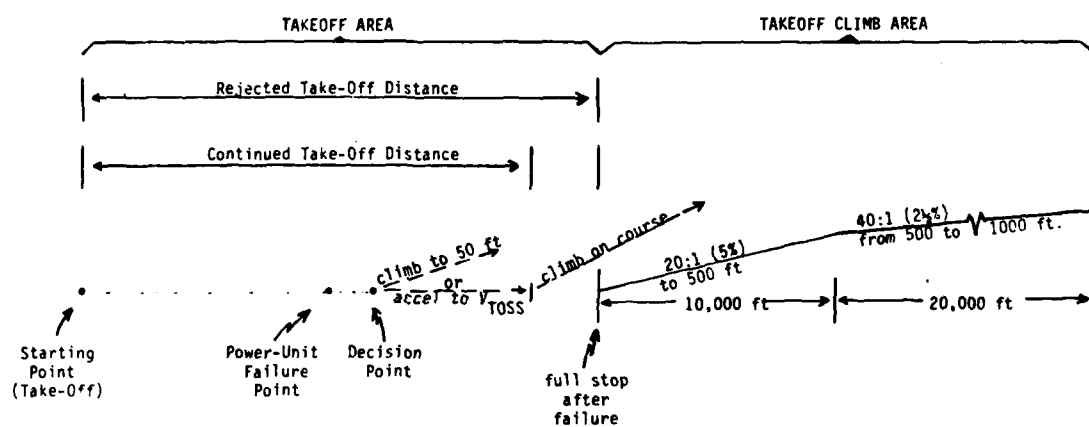 TAKEOFF AREA
TAKEOFF CLIMB AREA
Rejected Take-Off Distance
Continued Take-Off Distance
climb to 50 ft
or
accel to VTOSS
climb on course
20:1 (5%)
to 500 ft
40:1 (2½%)
from 500 to 1000 ft.
10,000 ft
20,000 ft
Starting
Point
(Take-Off)
Power-Unit
Failure
Point
Decision
Point
full stop
after
failure